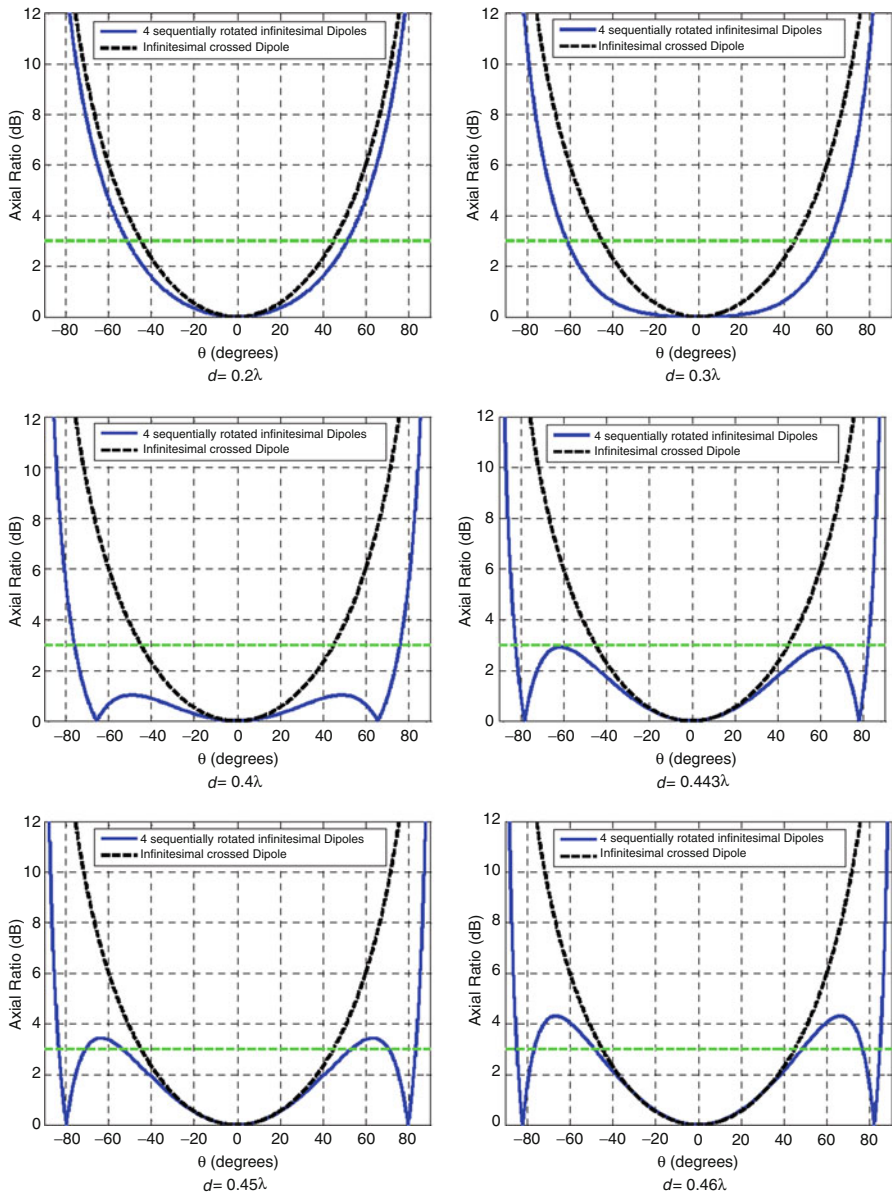 12
10
8
6
4
2
0
Axial Ratio (dB)
4 sequentially rotated infinitesimal Dipoles
Infinitesimal crossed Dipole
−80 −60 −40 −20 0 20 40 60 80
θ (degrees)
d= 0.2λ
12
10
8
6
4
2
0
Axial Ratio (dB)
4 sequentially rotated infinitesimal Dipoles
Infinitesimal crossed Dipole
−80 −60 −40 −20 0 20 40 60 80
θ (degrees)
d= 0.3λ
12
10
8
6
4
2
0
Axial Ratio (dB)
4 sequentially rotated infinitesimal Dipoles
Infinitesimal crossed Dipole
−80 −60 −40 −20 0 20 40 60 80
θ (degrees)
d= 0.4λ
12
10
8
6
4
2
0
Axial Ratio (dB)
4 sequentially rotated infinitesimal Dipoles
Infinitesimal crossed Dipole
−80 −60 −40 −20 0 20 40 60 80
θ (degrees)
d= 0.443λ
12
10
8
6
4
2
0
Axial Ratio (dB)
4 sequentially rotated infinitesimal Dipoles
Infinitesimal crossed Dipole
−80 −60 −40 −20 0 20 40 60 80
θ (degrees)
d= 0.45λ
12
10
8
6
4
2
0
Axial Ratio (dB)
4 sequentially rotated infinitesimal Dipoles
Infinitesimal crossed Dipole
−80 −60 −40 −20 0 20 40 60 80
θ (degrees)
d= 0.46λ